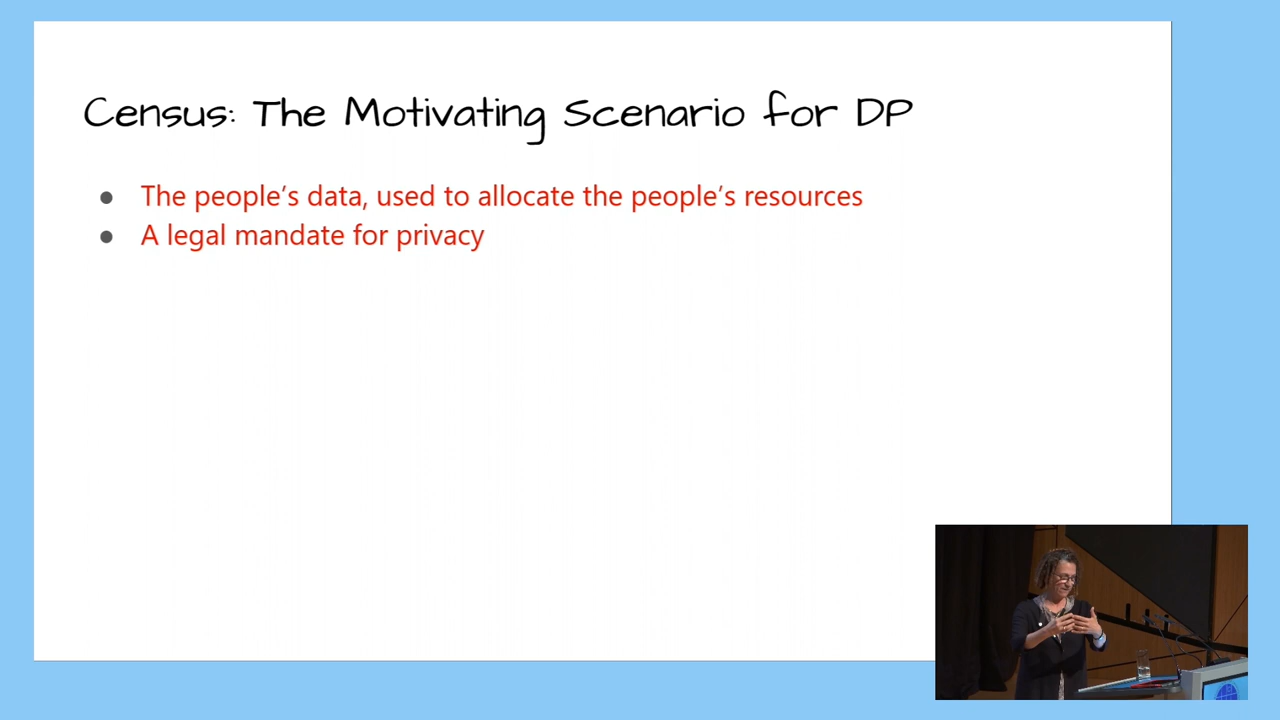 Census: The Motivating Scenario for DP
● The people’s data, used to allocate the people’s resources
● A legal mandate for privacy